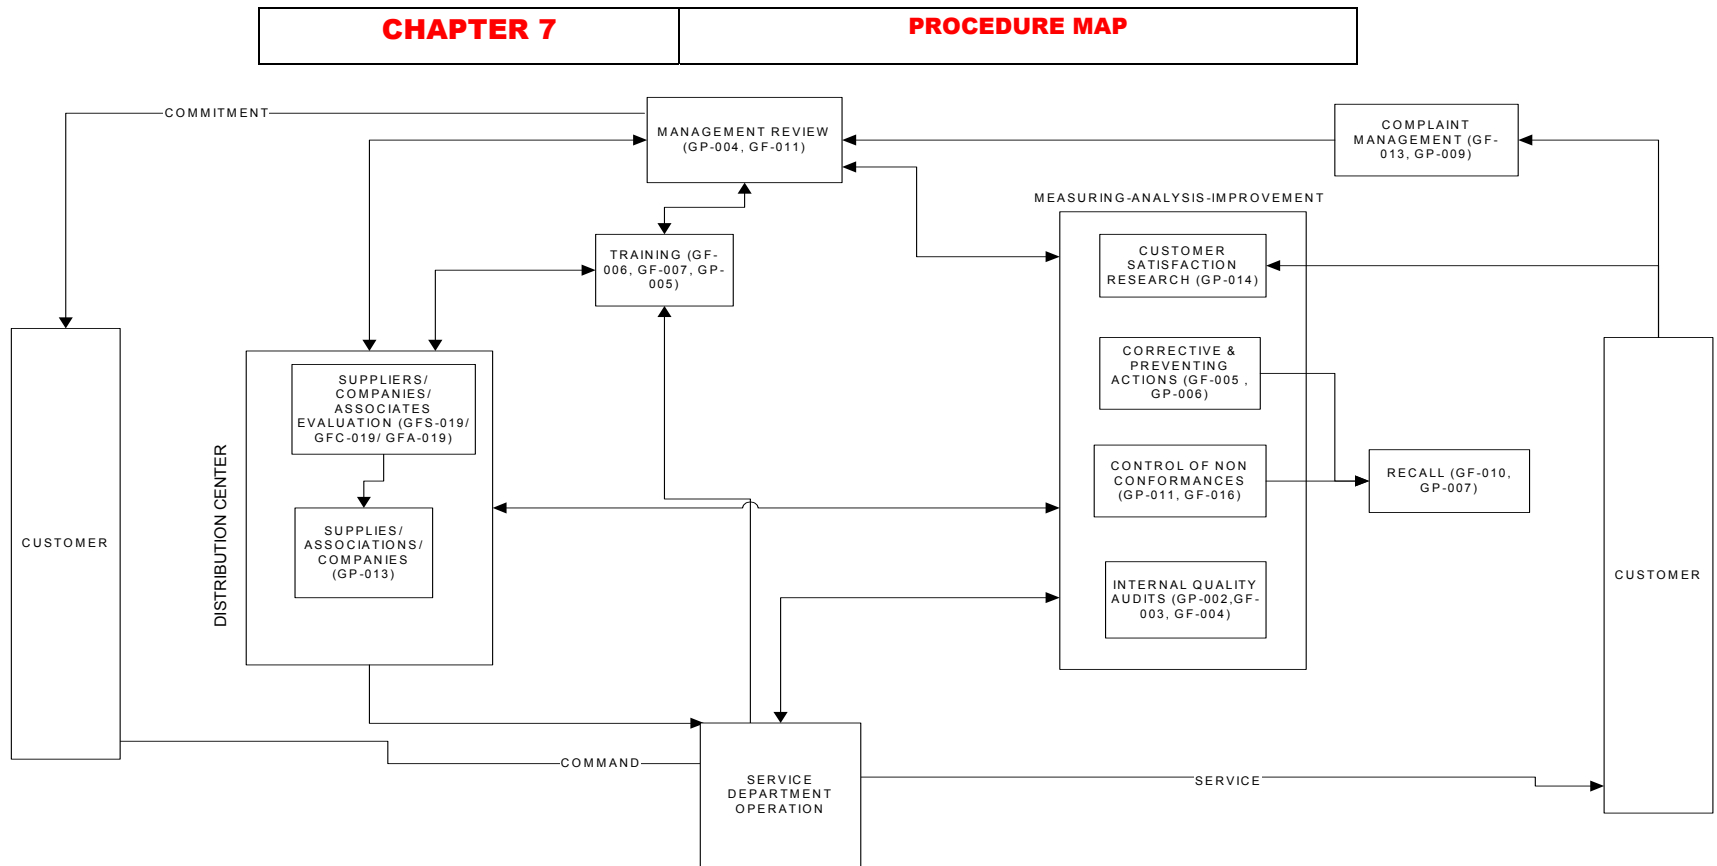 CHAPTER 7
PROCEDURE MAP
COMMITMENT
MANAGEMENT REVIEW
(GP-004, GF-011)
COMPLAINT
MANAGEMENT (GF-
013, GP-009)
MEASURING-ANALYSIS-IMPROVEMENT
TRAINING (GF-
006, GF-007, GP-
005)
CUSTOMER
SATISFACTION
RESEARCH (GP-014)
CORRECTIVE &
PREVENTING
ACTIONS (GF-005 ,
GP-006)
SUPPLIERS/
COMPANIES/
ASSOCIATES
EVALUATION (GFS-019/
GFC-019/ GFA-019)
DISTRIBUTION CENTER
CONTROL OF NON
CONFORMANCES
(GP-011, GF-016)
RECALL (GF-010,
GP-007)
CUSTOMER
SUPPLIES/
ASSOCIATIONS/
COMPANIES
(GP-013)
INTERNAL QUALITY
AUDITS (GP-002,GF-
003, GF-004)
CUSTOMER
COMMAND
SERVICE
DEPARTMENT
OPERATION
SERVICE